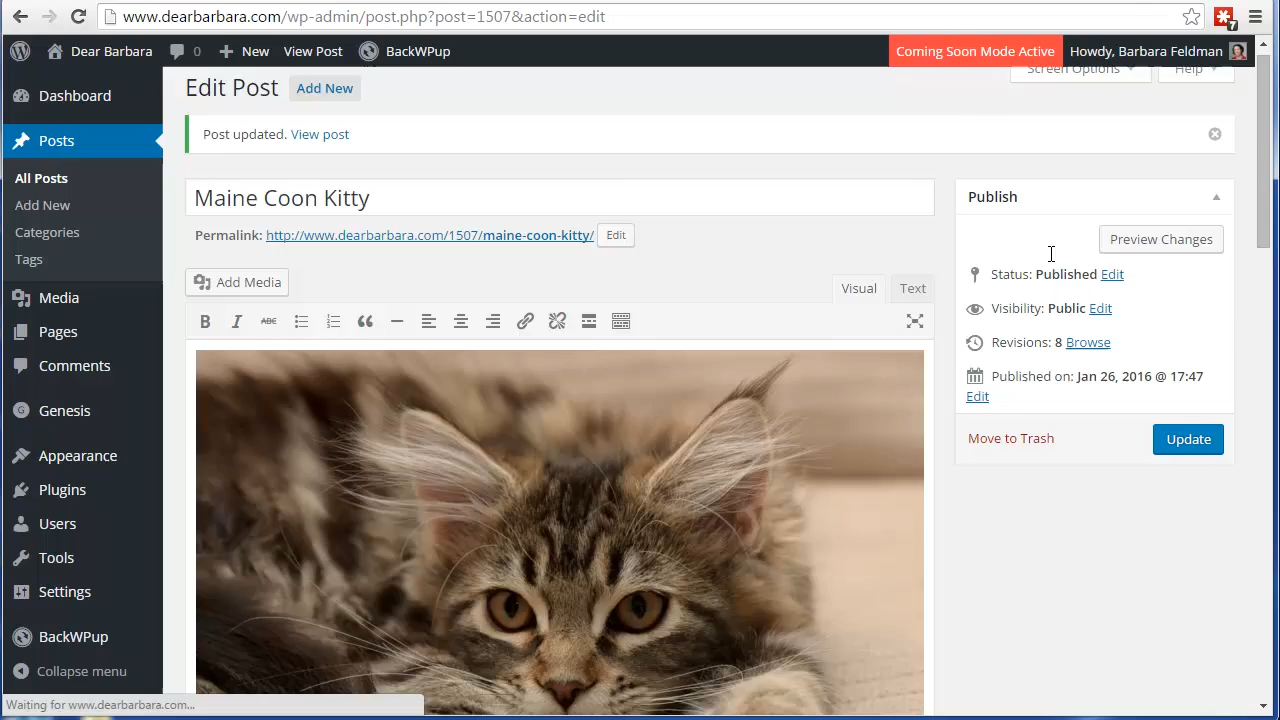 www.dearbarbara.com/wp-admin/post.php?post=1507&action=edit
7
Dear Barbara 0 New View Post BackWPup Coming Soon Mode Active Howdy, Barbara Feldman
Screen Options Help
Dashboard
Posts
All Posts
Add New
Categories
Tags
Media
Pages
Comments
Genesis
Appearance
Plugins
Users
Tools
Settings
BackWPup
Collapse menu
Edit Post Add New
Post updated. View post
Maine Coon Kitty
Permalink: http://www.dearbarbara.com/1507/maine-coon-kitty/ Edit
Add Media
Visual Text
B I ABC
Publish
Preview Changes
Status: Published Edit
Visibility: Public Edit
Revisions: 8 Browse
Published on: Jan 26, 2016 @ 17:47
Edit
Move to Trash Update
Waiting for www.dearbarbara.com...